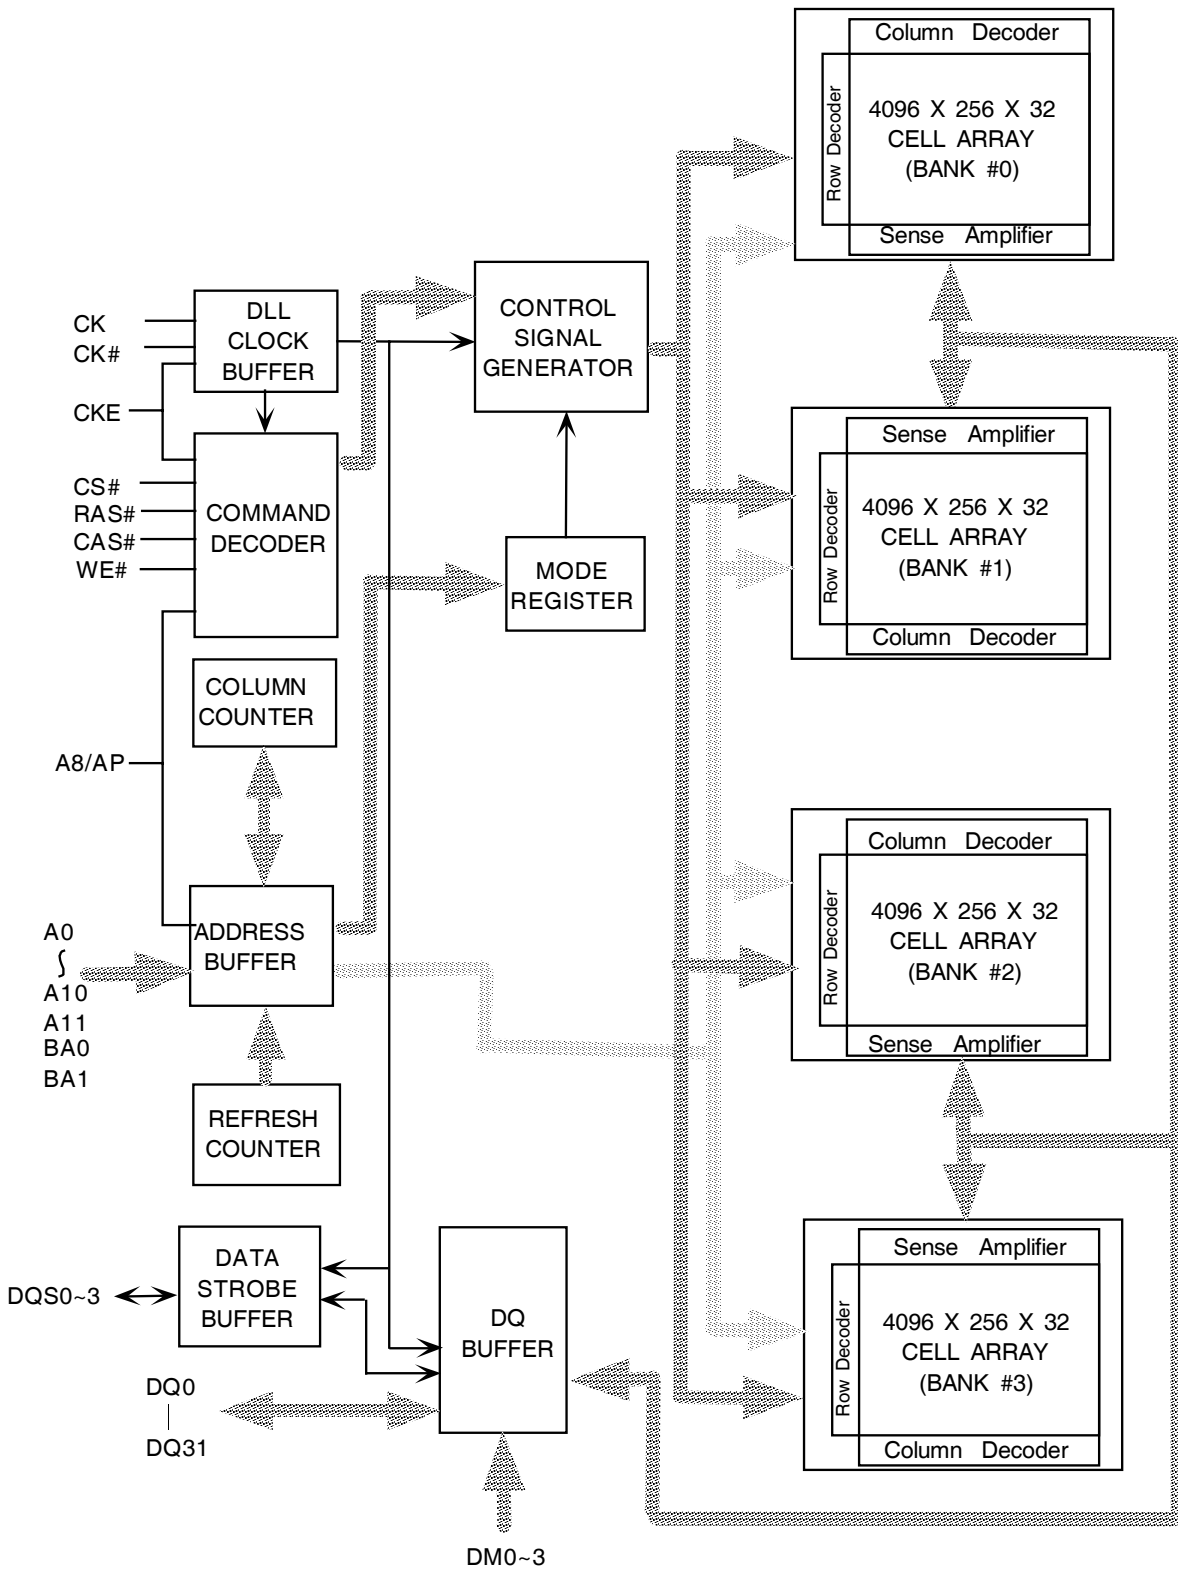 Column Decoder
Row Decoder
4096 X 256 X 32
CELL ARRAY
(BANK #0)
Sense Amplifier
CK
CK#
CKE
DLL
CLOCK
BUFFER
CONTROL
SIGNAL
GENERATOR
CS#
RAS#
CAS#
WE#
COMMAND
DECODER
MODE
REGISTER
Sense Amplifier
Row Decoder
4096 X 256 X 32
CELL ARRAY
(BANK #1)
Column Decoder
COLUMN
COUNTER
A8/AP
ADDRESS
BUFFER
A0
A10
A11
BA0
BA1
REFRESH
COUNTER
Column Decoder
Row Decoder
4096 X 256 X 32
CELL ARRAY
(BANK #2)
Sense Amplifier
DQS0~3
DATA
STROBE
BUFFER
DQ
BUFFER
DQ0
DQ31
DM0~3
Sense Amplifier
Row Decoder
4096 X 256 X 32
CELL ARRAY
(BANK #3)
Column Decoder